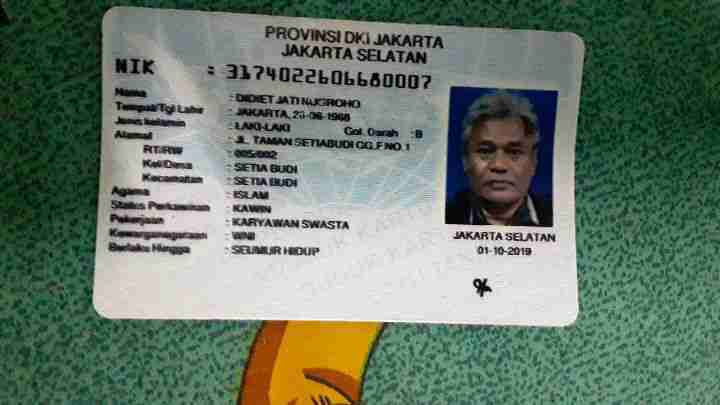 PROVINSI DKI JAKARTA
JAKARTA SELATAN
NIK : 3174022606680007
Nama : DIDIET JATI NUGROHO
Tempat/Tgl Lahir : JAKARTA, 26-06-1968
Jenis kelamin : LAKI-LAKI Gol. Darah : B
Alamat : JL. TAMAN SETIABUDI GG.F NO.1
RT/RW : 005/002
Kel/Desa : SETIA BUDI
Kecamatan : SETIA BUDI
Agama : ISLAM
Status Perkawinan : KAWIN
Pekerjaan : KARYAWAN SWASTA
Kewarganegaraan : WNI
Berlaku Hingga : SEUMUR HIDUP
JAKARTA SELATAN
01-10-2019